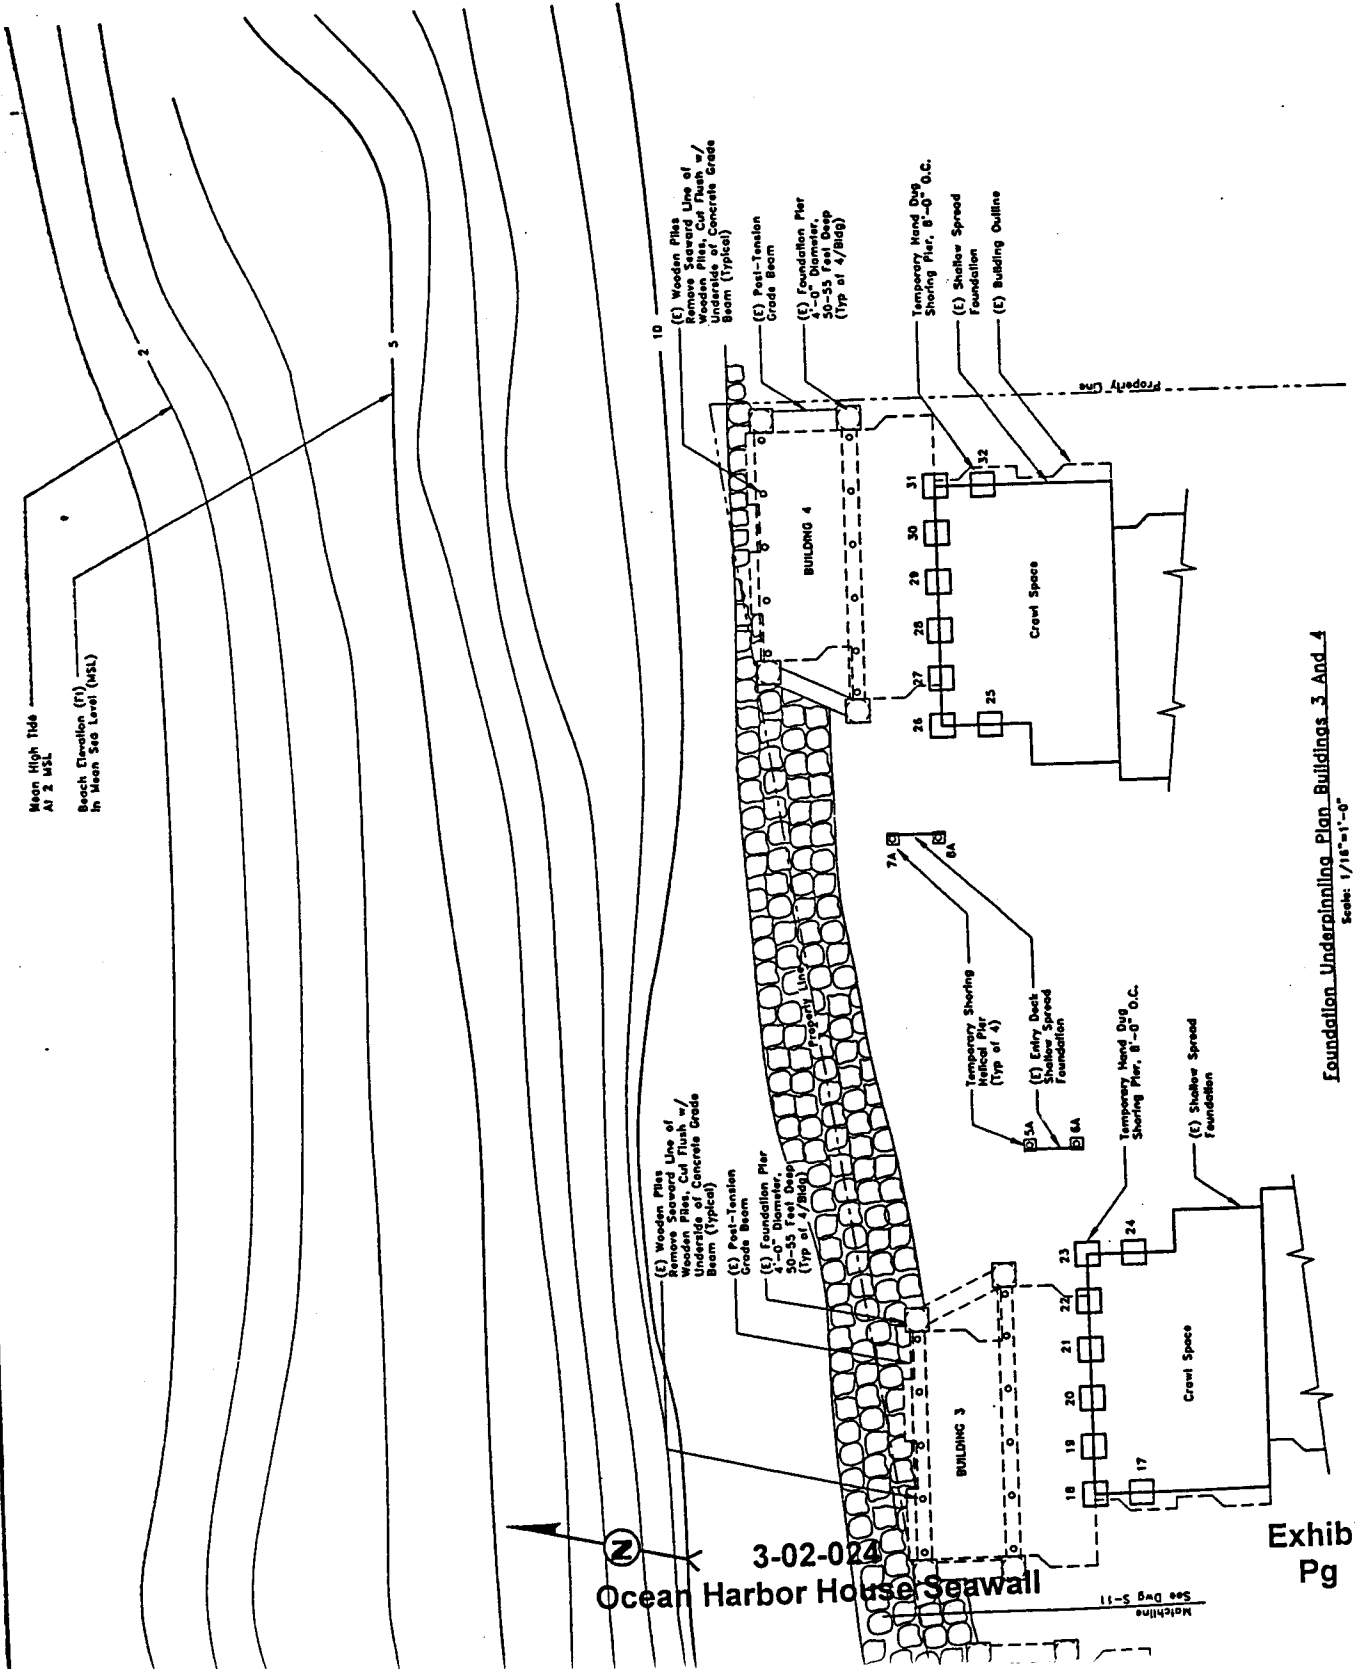 Mean High Tide
At 2 MSL
Beach Elevation (Ft)
In Mean Sea Level (MSL)
1
2
5
10
(E) Wooden Piles
Remove Seaward Line of
Wooden Piles, Cut Flush w/
Underside of Concrete Grade
Beam (Typical)
(E) Post-Tension
Grade Beam
(E) Foundation Pier
4'-0" Diameter,
50-55 Feet Deep
(Typ of 4/Bldg)
Temporary Hand Dug
Shoring Pier, 8'-0" O.C.
(E) Shallow Spread
Foundation
(E) Building Outline
Property Line
BUILDING 4
26
27
28
29
30
31
32
25
Crawl Space
7A
8A
Temporary Shoring
Helical Pier
(Typ of 4)
(E) Entry Deck
Shallow Spread
Foundation
5A
6A
Property Line
(E) Wooden Piles
Remove Seaward Line of
Wooden Piles, Cut Flush w/
Underside of Concrete Grade
Beam (Typical)
(E) Post-Tension
Grade Beam
(E) Foundation Pier
4'-0" Diameter,
50-55 Feet Deep
(Typ of 4/Bldg)
Temporary Hand Dug
Shoring Pier, 8'-0" O.C.
(E) Shallow Spread
Foundation
BUILDING 3
18
19
20
21
22
23
24
17
Crawl Space
Foundation Underpinning Plan Buildings 3 And 4
Scale: 1/16"=1'-0"
Matchline
See Dwg S-11
N
3-02-024
Ocean Harbor House Seawall
Exhib
Pg